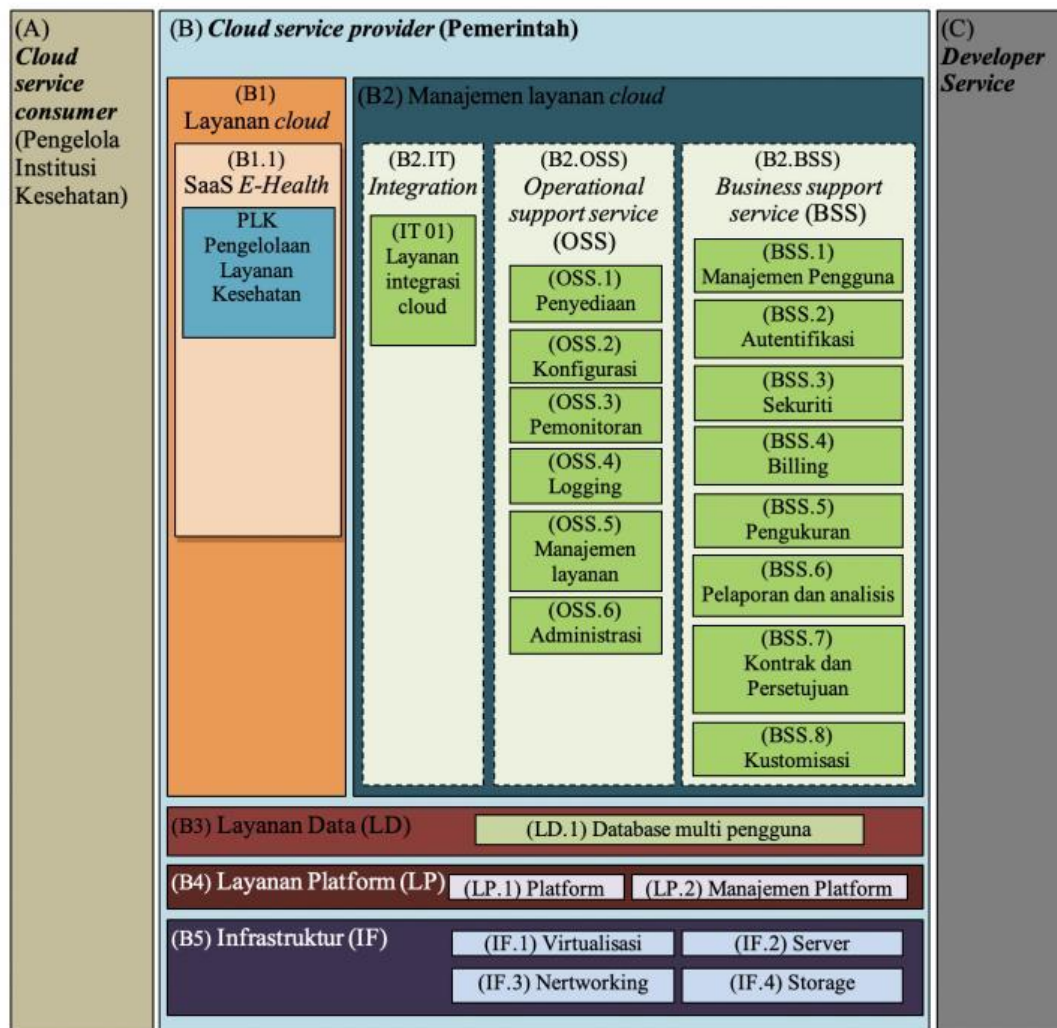 (A)
Cloud
service
consumer
(Pengelola
Institusi
Kesehatan)
(B) Cloud service provider (Pemerintah)
(B1)
Layanan cloud
(B1.1)
SaaS E-Health
PLK
Pengelolaan
Layanan
Kesehatan
(B2) Manajemen layanan cloud
(B2.IT)
Integration
(IT 01)
Layanan
integrasi
cloud
(B2.OSS)
Operational
support service
(OSS)
(OSS.1)
Penyediaan
(OSS.2)
Konfigurasi
(OSS.3)
Pemonitoran
(OSS.4)
Logging
(OSS.5)
Manajemen
layanan
(OSS.6)
Administrasi
(B2.BSS)
Business support
service (BSS)
(BSS.1)
Manajemen Pengguna
(BSS.2)
Autentifikasi
(BSS.3)
Sekuriti
(BSS.4)
Billing
(BSS.5)
Pengukuran
(BSS.6)
Pelaporan dan analisis
(BSS.7)
Kontrak dan
Persetujuan
(BSS.8)
Kustomisasi
(B3) Layanan Data (LD)
(LD.1) Database multi pengguna
(B4) Layanan Platform (LP)
(LP.1) Platform
(LP.2) Manajemen Platform
(B5) Infrastruktur (IF)
(IF.1) Virtualisasi
(IF.2) Server
(IF.3) Nertworking
(IF.4) Storage
(C)
Developer
Service